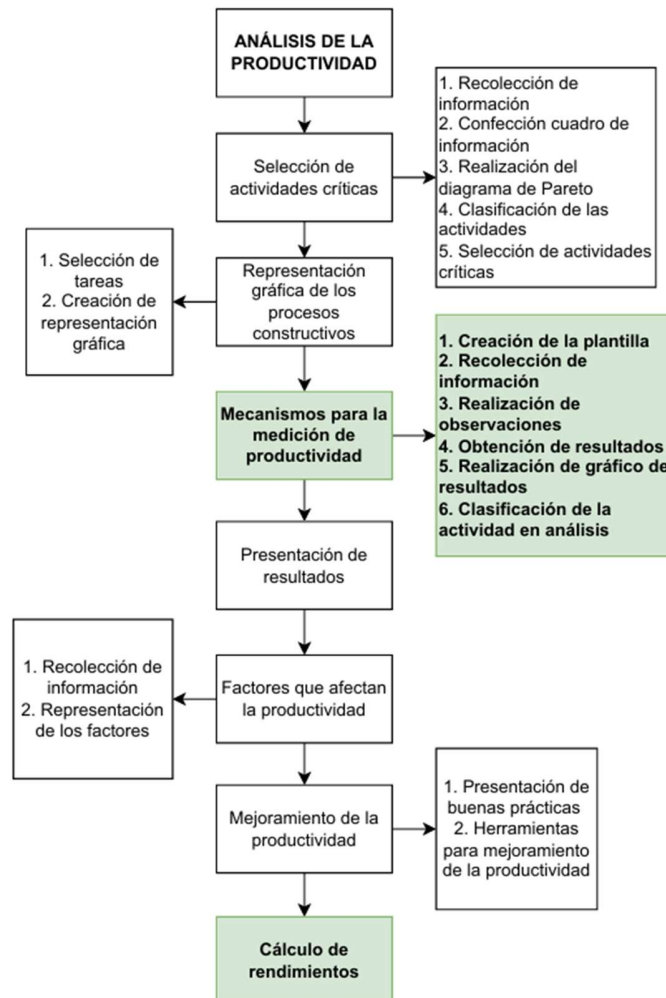 ANÁLISIS DE LA
PRODUCTIVIDAD
Selección de
actividades críticas
1. Recolección de
información
2. Confección cuadro de
información
3. Realización del
diagrama de Pareto
4. Clasificación de las
actividades
5. Selección de actividades
críticas
Representación
gráfica de los
procesos
constructivos
1. Selección de
tareas
2. Creación de
representación
gráfica
Mecanismos para la
medición de
productividad
1. Creación de la plantilla
2. Recolección de
información
3. Realización de
observaciones
4. Obtención de resultados
5. Realización de gráfico de
resultados
6. Clasificación de la
actividad en análisis
Presentación de
resultados
Factores que afectan
la productividad
1. Recolección de
información
2. Representación
de los factores
Mejoramiento de la
productividad
1. Presentación de
buenas prácticas
2. Herramientas
para mejoramiento
de la productividad
Cálculo de
rendimientos